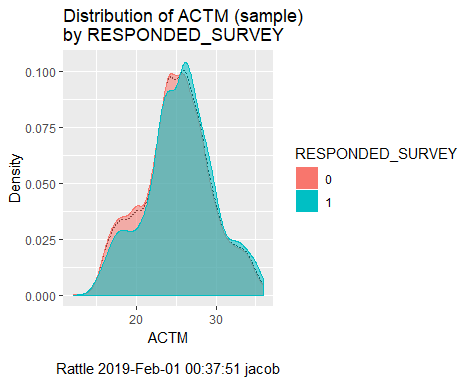 Distribution of ACTM (sample)
by RESPONDED_SURVEY
0.100
0.075
0.050
0.025
0.000
Density
20
30
ACTM
RESPONDED_SURVEY
0
1
Rattle 2019-Feb-01 00:37:51 jacob